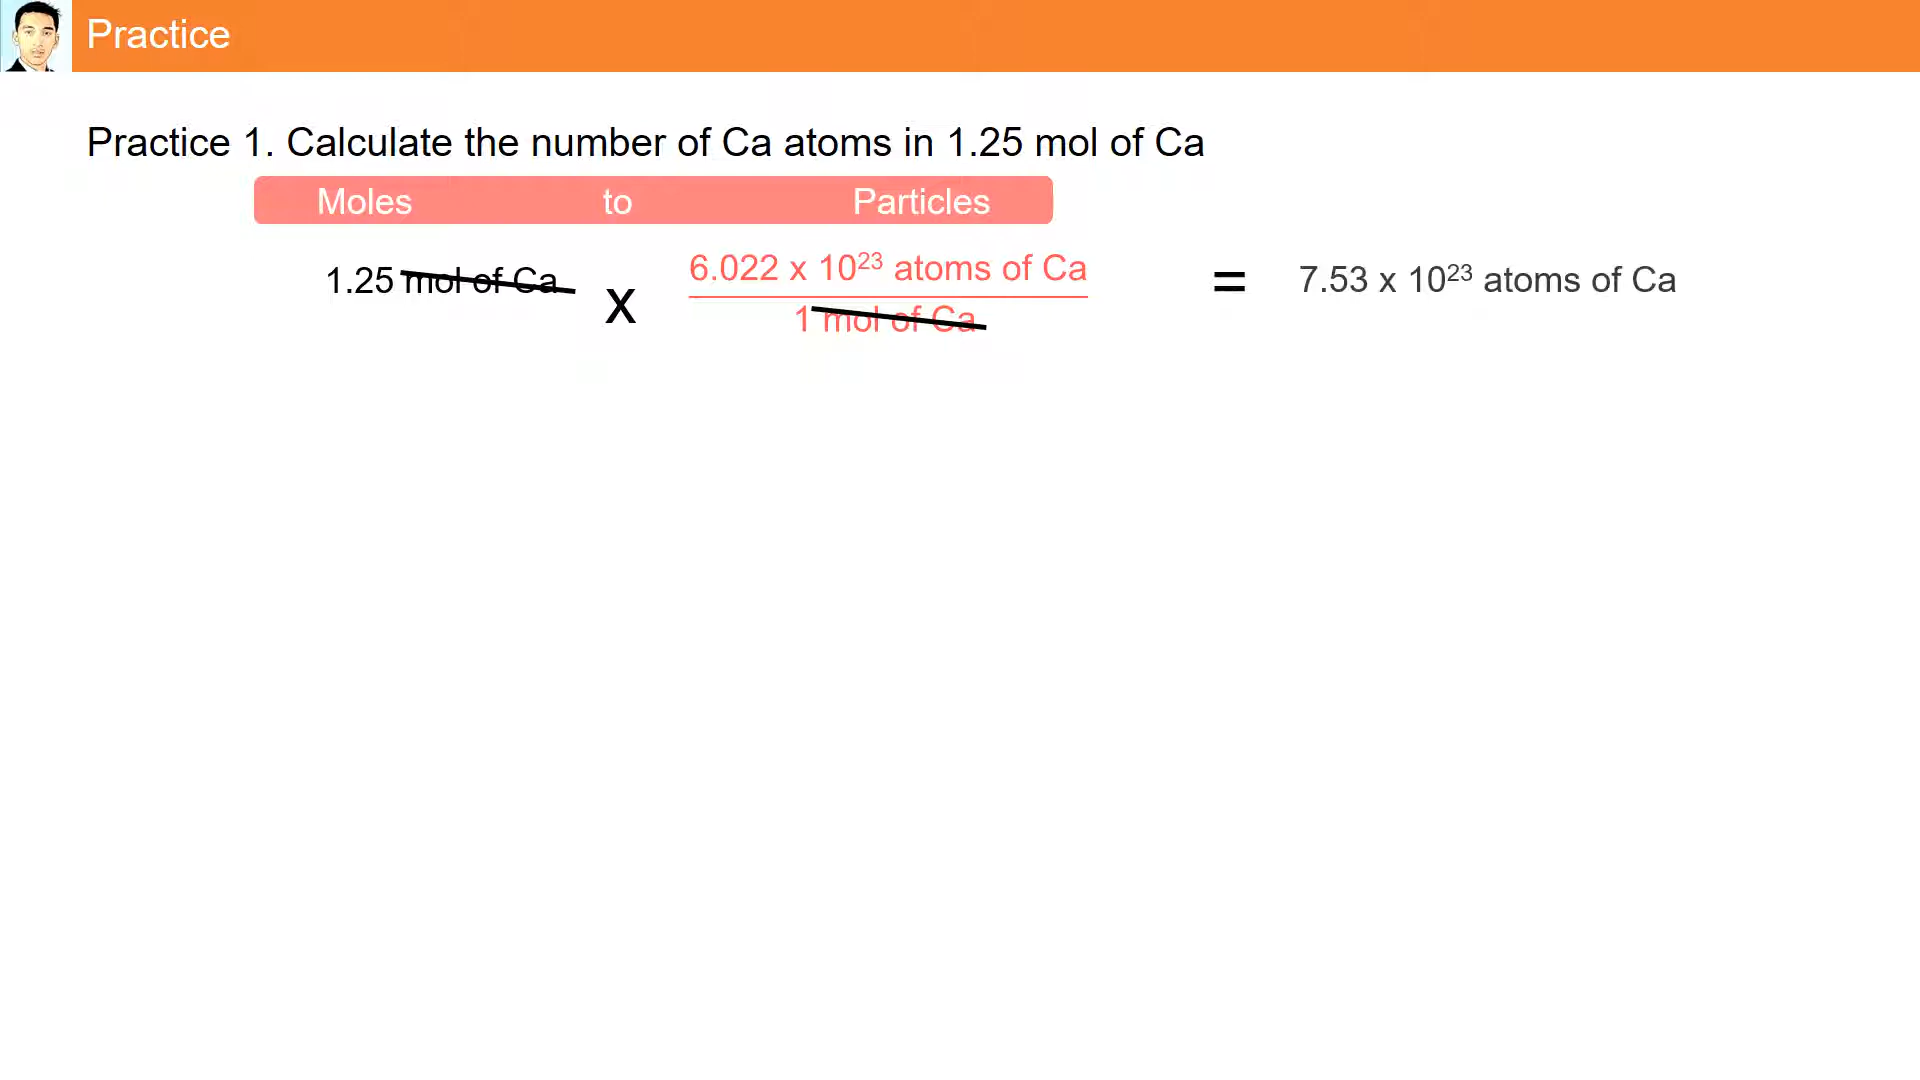 Practice
Practice 1. Calculate the number of Ca atoms in 1.25 mol of Ca
Moles to Particles
1.25 mol of Ca x 6.022 x 10²³ atoms of Ca = 7.53 x 10²³ atoms of Ca
1 mol of Ca